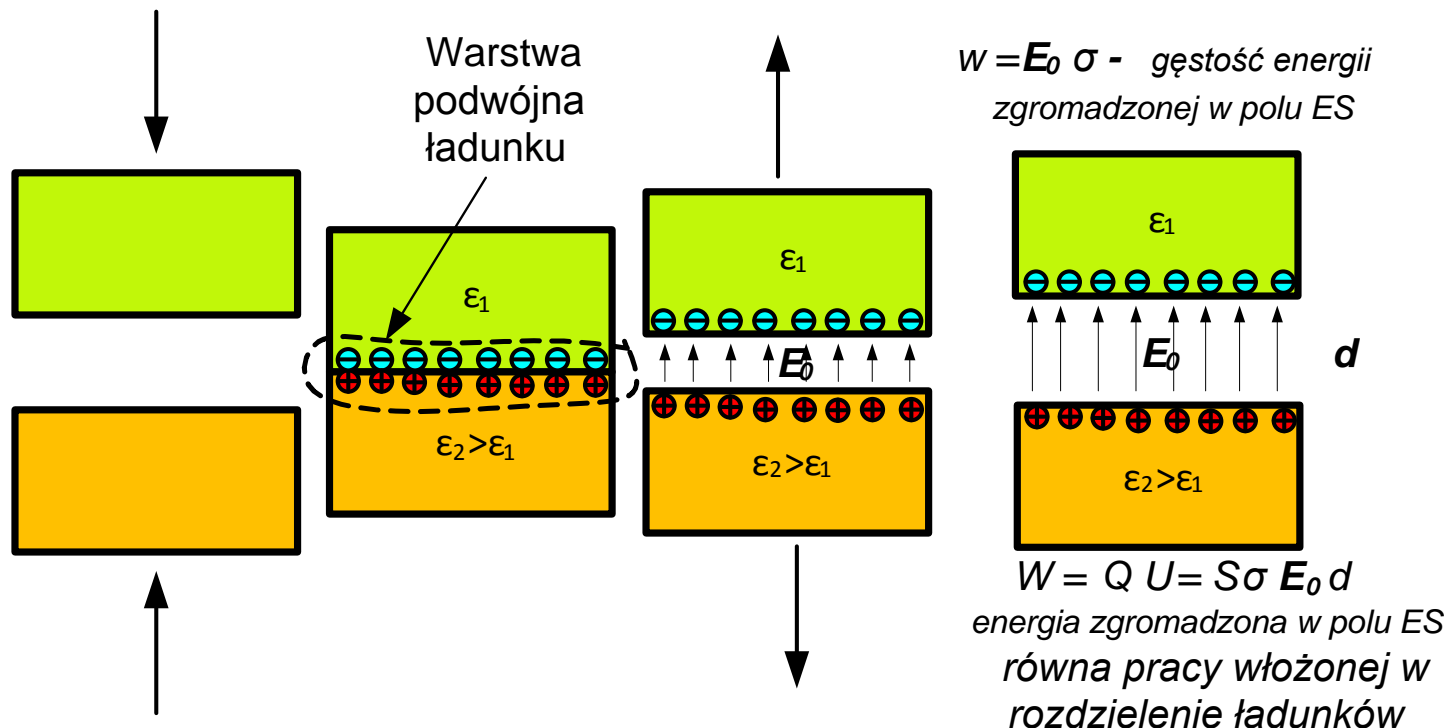 Warstwa
podwójna
ładunku
w =E₀ σ - gęstość energii
zgromadzonej w polu ES
ε₁
ε₂>ε₁
ε₁
E₀
ε₂>ε₁
ε₁
E₀
d
ε₂>ε₁
W = Q U= Sσ E₀ d
energia zgromadzona w polu ES
równa pracy włożonej w
rozdzielenie ładunków